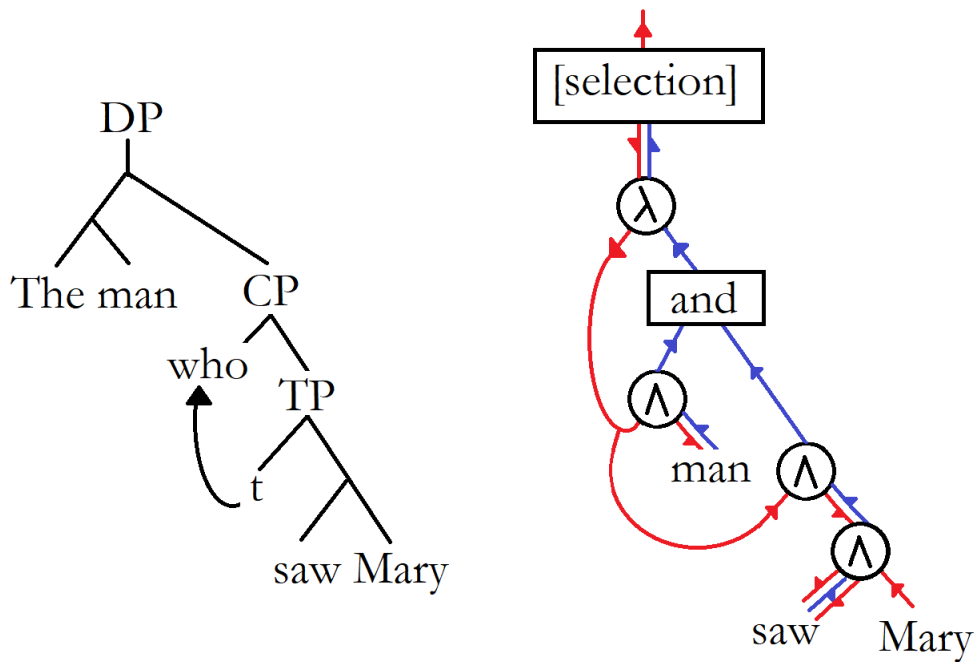 DP
The man
CP
who
TP
t
saw Mary
[selection]
λ
and
Λ
man
Λ
Λ
saw
Mary